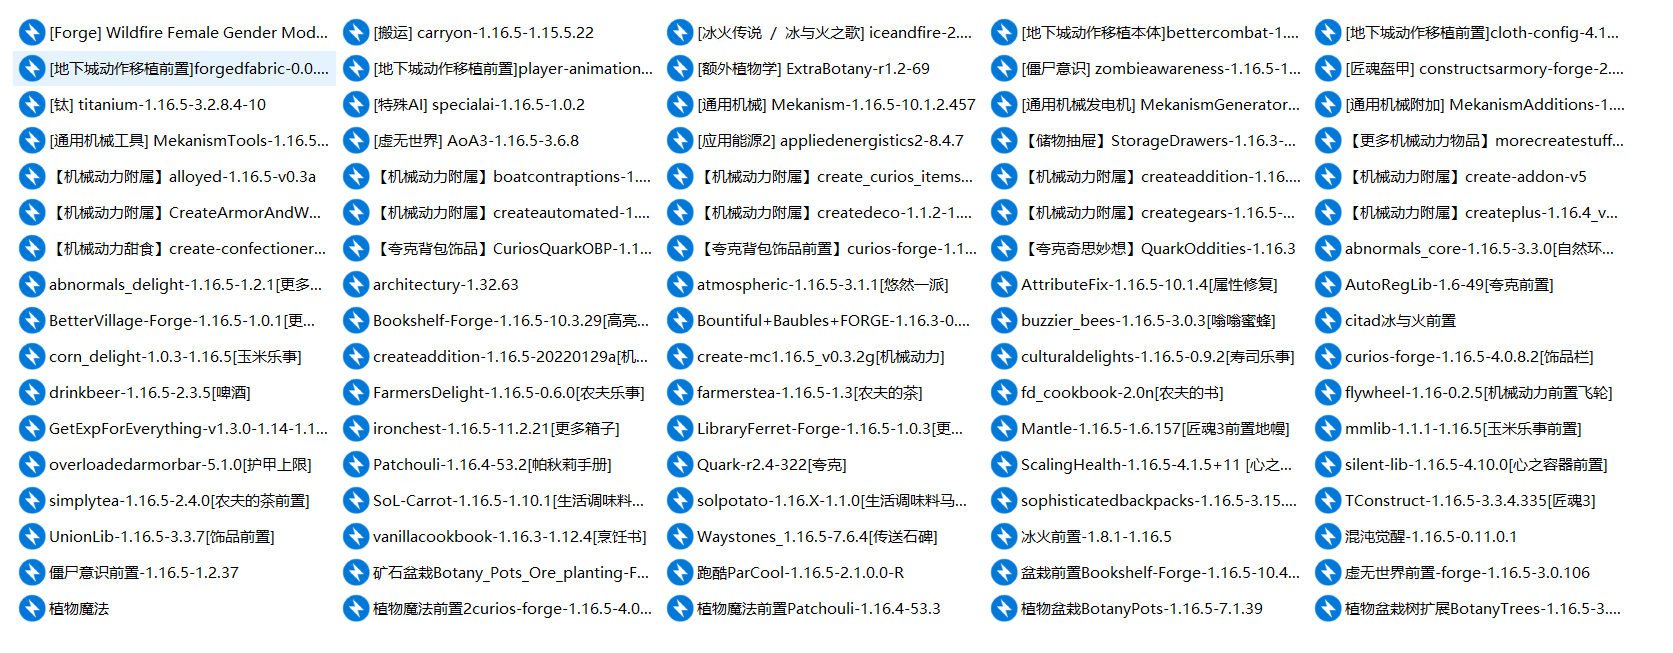 [Forge] Wildfire Female Gender Mod...
[搬运] carryon-1.16.5-1.15.5.22
[冰火传说 / 冰与火之歌] iceandfire-2....
[地下城动作移植本体]bettercombat-1....
[地下城动作移植前置]cloth-config-4.1...
[地下城动作移植前置]forgedfabric-0.0....
[地下城动作移植前置]player-animation...
[额外植物学] ExtraBotany-r1.2-69
[僵尸意识] zombieawareness-1.16.5-1...
[匠魂盔甲] constructsarmory-forge-2....
[钛] titanium-1.16.5-3.2.8.4-10
[特殊AI] specialai-1.16.5-1.0.2
[通用机械] Mekanism-1.16.5-10.1.2.457
[通用机械发电机] MekanismGenerator...
[通用机械附加] MekanismAdditions-1....
[通用机械工具] MekanismTools-1.16.5...
[虚无世界] AoA3-1.16.5-3.6.8
[应用能源2] appliedenergistics2-8.4.7
【储物抽屉】StorageDrawers-1.16.3-...
【更多机械动力物品】morecreatestuff...
【机械动力附属】alloyed-1.16.5-v0.3a
【机械动力附属】boatcontraptions-1....
【机械动力附属】create_curios_items...
【机械动力附属】createaddition-1.16....
【机械动力附属】create-addon-v5
【机械动力附属】CreateArmorAndW...
【机械动力附属】createautomated-1....
【机械动力附属】createdeco-1.1.2-1....
【机械动力附属】creategears-1.16.5-...
【机械动力附属】createplus-1.16.4_v...
【机械动力甜食】create-confectioner...
【夸克背包饰品】CuriosQuarkOBP-1.1...
【夸克背包饰品前置】curios-forge-1.1...
【夸克奇思妙想】QuarkOddities-1.16.3
abnormals_core-1.16.5-3.3.0[自然环...
abnormals_delight-1.16.5-1.2.1[更多...
architectury-1.32.63
atmospheric-1.16.5-3.1.1[悠然一派]
AttributeFix-1.16.5-10.1.4[属性修复]
AutoRegLib-1.6-49[夸克前置]
BetterVillage-Forge-1.16.5-1.0.1[更...
Bookshelf-Forge-1.16.5-10.3.29[高亮...
Bountiful+Baubles+FORGE-1.16.3-0....
buzzier_bees-1.16.5-3.0.3[嗡嗡蜜蜂]
citad冰与火前置
corn_delight-1.0.3-1.16.5[玉米乐事]
createaddition-1.16.5-20220129a[机...
create-mc1.16.5_v0.3.2g[机械动力]
culturaldelights-1.16.5-0.9.2[寿司乐事]
curios-forge-1.16.5-4.0.8.2[饰品栏]
drinkbeer-1.16.5-2.3.5[啤酒]
FarmersDelight-1.16.5-0.6.0[农夫乐事]
farmerstea-1.16.5-1.3[农夫的茶]
fd_cookbook-2.0n[农夫的书]
flywheel-1.16-0.2.5[机械动力前置飞轮]
GetExpForEverything-v1.3.0-1.14-1.1...
ironchest-1.16.5-11.2.21[更多箱子]
LibraryFerret-Forge-1.16.5-1.0.3[更...
Mantle-1.16.5-1.6.157[匠魂3前置地幔]
mmlib-1.1.1-1.16.5[玉米乐事前置]
overloadedarmorbar-5.1.0[护甲上限]
Patchouli-1.16.4-53.2[帕秋莉手册]
Quark-r2.4-322[夸克]
ScalingHealth-1.16.5-4.1.5+11 [心之...
silent-lib-1.16.5-4.10.0[心之容器前置]
simplytea-1.16.5-2.4.0[农夫的茶前置]
SoL-Carrot-1.16.5-1.10.1[生活调味料...
solpotato-1.16.X-1.1.0[生活调味料马...
sophisticatedbackpacks-1.16.5-3.15....
TConstruct-1.16.5-3.3.4.335[匠魂3]
UnionLib-1.16.5-3.3.7[饰品前置]
vanillacookbook-1.16.3-1.12.4[烹饪书]
Waystones_1.16.5-7.6.4[传送石碑]
冰火前置-1.8.1-1.16.5
混沌觉醒-1.16.5-0.11.0.1
僵尸意识前置-1.16.5-1.2.37
矿石盆栽Botany_Pots_Ore_planting-F...
跑酷ParCool-1.16.5-2.1.0.0-R
盆栽前置Bookshelf-Forge-1.16.5-10.4...
虚无世界前置-forge-1.16.5-3.0.106
植物魔法
植物魔法前置2curios-forge-1.16.5-4.0...
植物魔法前置Patchouli-1.16.4-53.3
植物盆栽BotanyPots-1.16.5-7.1.39
植物盆栽树扩展BotanyTrees-1.16.5-3....